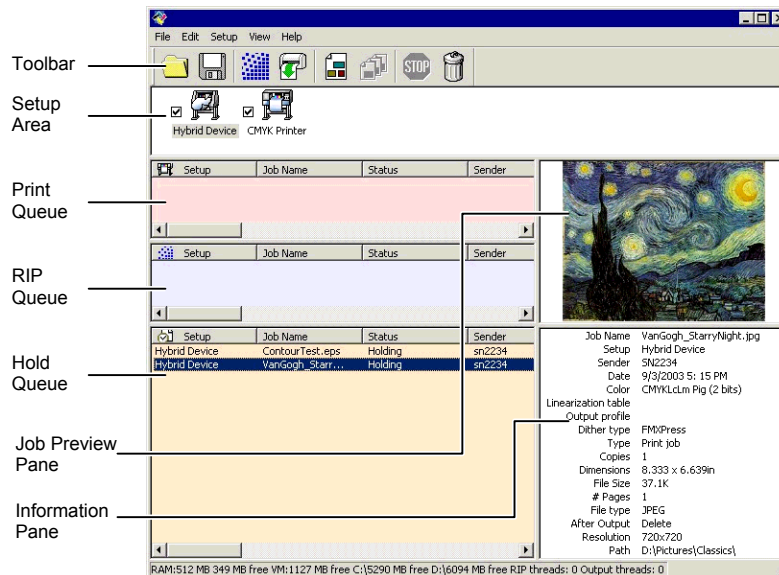 File Edit Setup View Help
Toolbar
STOP
Setup
Area
Hybrid Device CMYK Printer
Setup Job Name Status Sender
Print
Queue
Setup Job Name Status Sender
RIP
Queue
Setup Job Name Status Sender
Hybrid Device ContourTest.eps Holding sn2234
Hybrid Device VanGogh_Starr... Holding sn2234
Hold
Queue
Job Preview
Pane
Information
Pane
Job Name VanGogh_StarryNight.jpg
Setup Hybrid Device
Sender SN2234
Date 9/3/2003 5: 15 PM
Color CMYKLcLm Pig (2 bits)
Linearization table
Output profile
Dither type FMXPress
Type Print job
Copies 1
Dimensions 8.333 x 6.639in
File Size 37.1K
# Pages 1
File type JPEG
After Output Delete
Resolution 720x720
Path D:\Pictures\Classics\
RAM:512 MB 349 MB free VM:1127 MB free C:\5290 MB free D:\6094 MB free RIP threads: 0 Output threads: 0